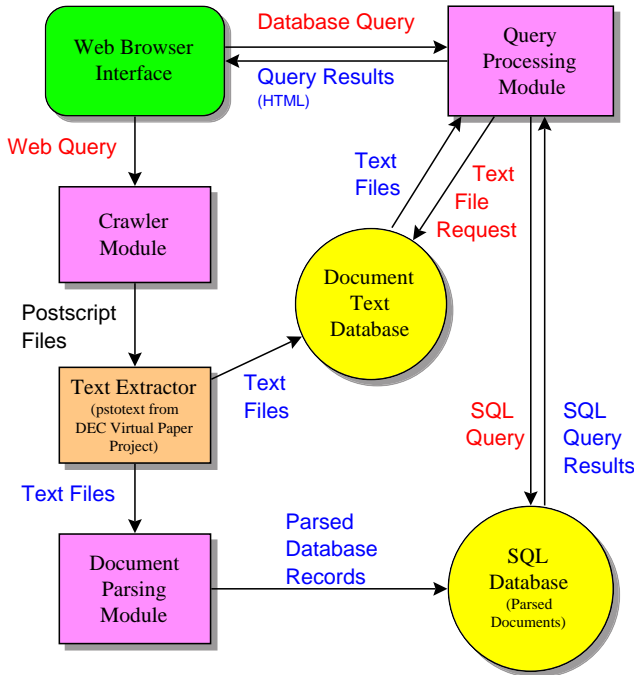 Web Browser
Interface
Database Query
Query Results
(HTML)
Query
Processing
Module
Web Query
Text
Files
Text
File
Request
Crawler
Module
Document
Text
Database
Postscript
Files
Text Extractor
(pstotext from
DEC Virtual Paper
Project)
Text
Files
SQL
Query
SQL
Query
Results
Text Files
Parsed
Database
Records
Document
Parsing
Module
SQL
Database
(Parsed
Documents)